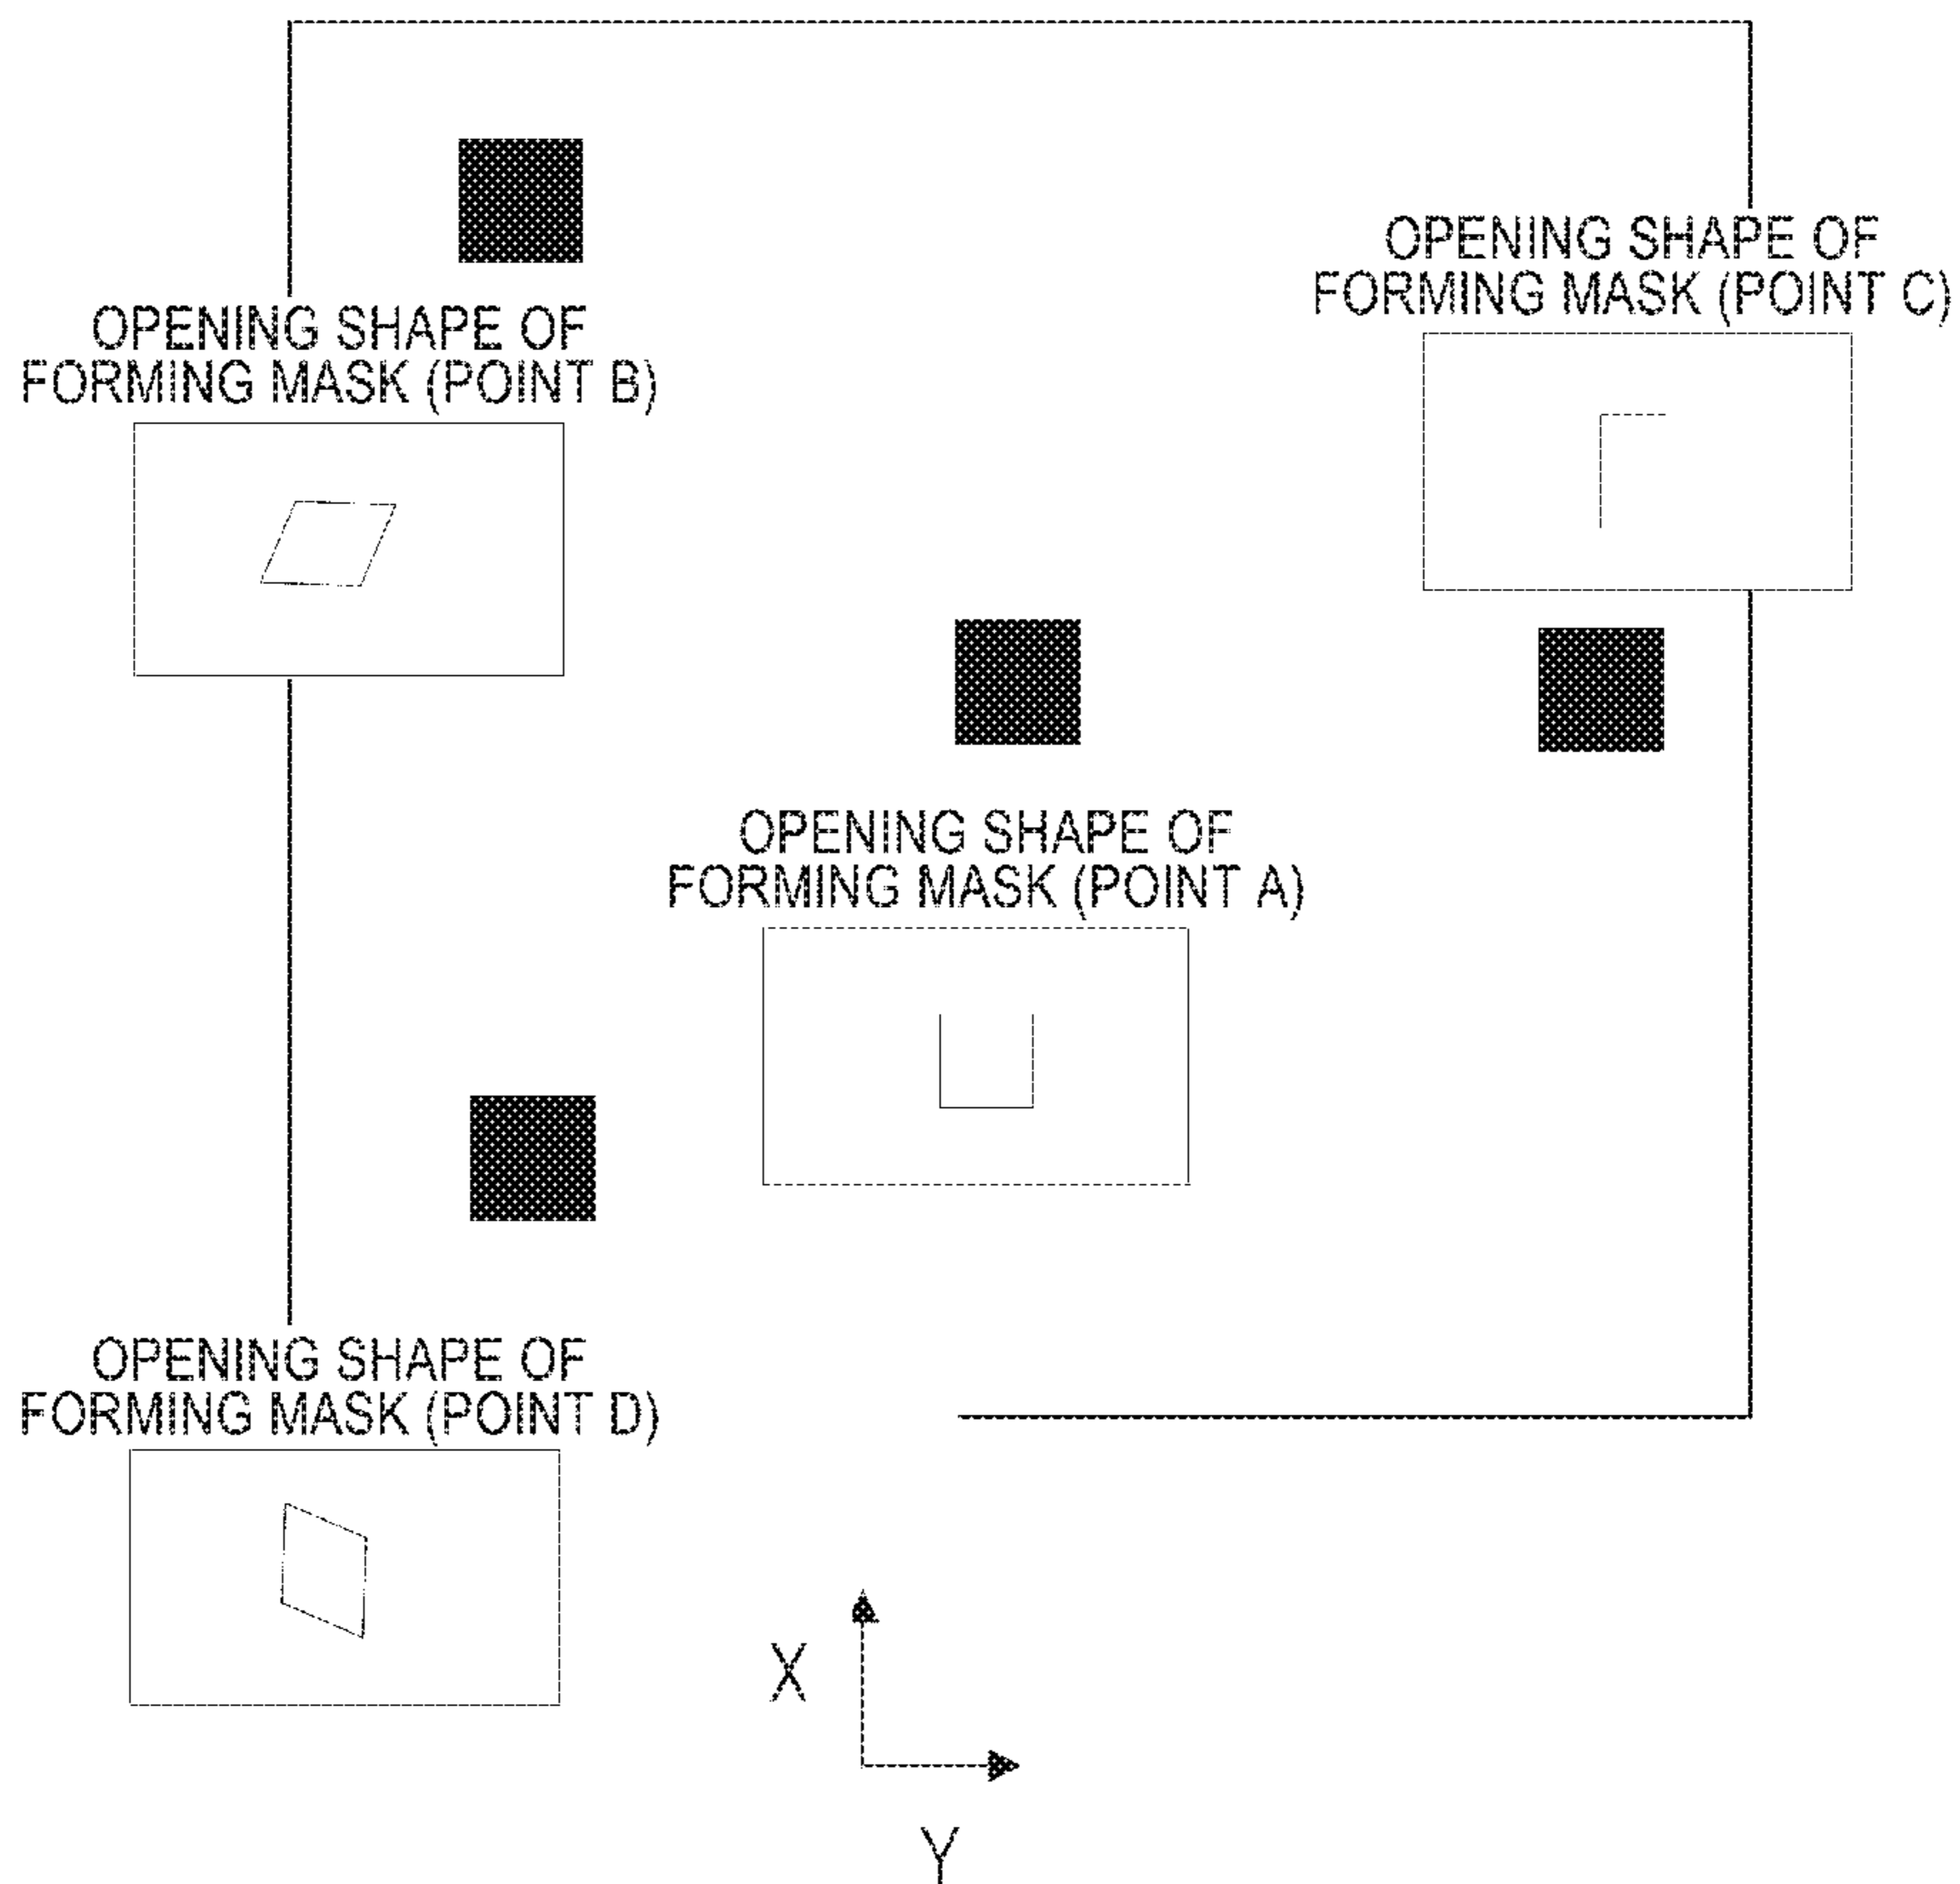 OPENING SHAPE OF
FORMING MASK (POINT C)
OPENING SHAPE OF
FORMING MASK (POINT B)
OPENING SHAPE OF
FORMING MASK (POINT A)
OPENING SHAPE OF
FORMING MASK (POINT D)
X
Y